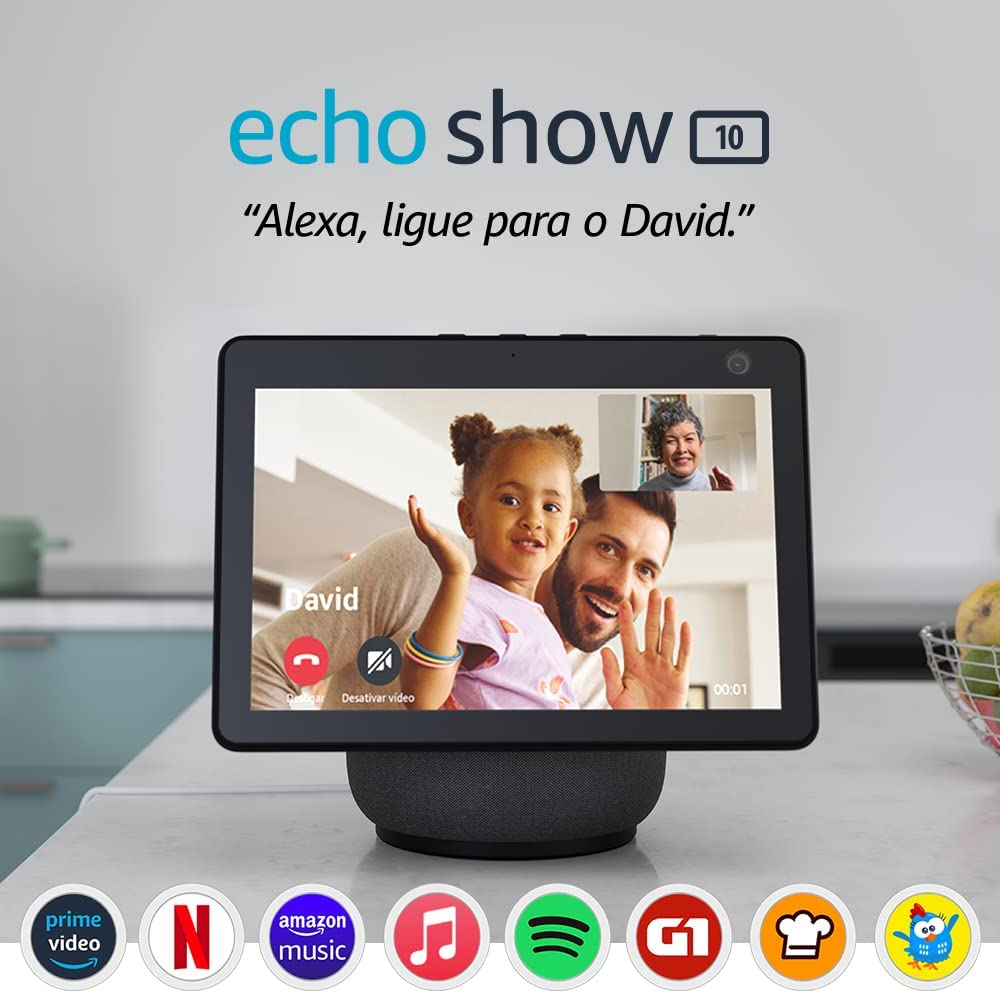 echo show 10
“Alexa, ligue para o David.”
David
Desligar
Desativar vídeo
00:01
prime video
N
amazon music
G1